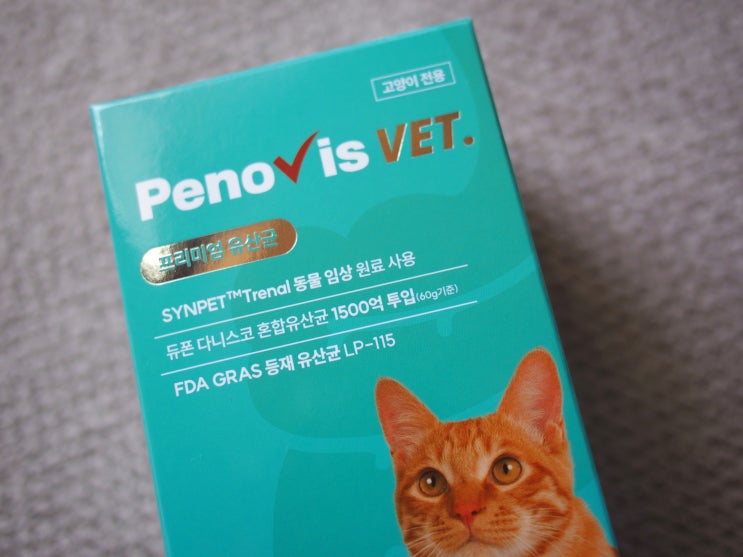 고양이 전용
Penovis VET.
프리미엄 유산균
SYNPET™Trenal 동물 임상 원료 사용
듀폰 다니스코 혼합유산균 1500억 투입(60g기준)
FDA GRAS 등재 유산균 LP-115